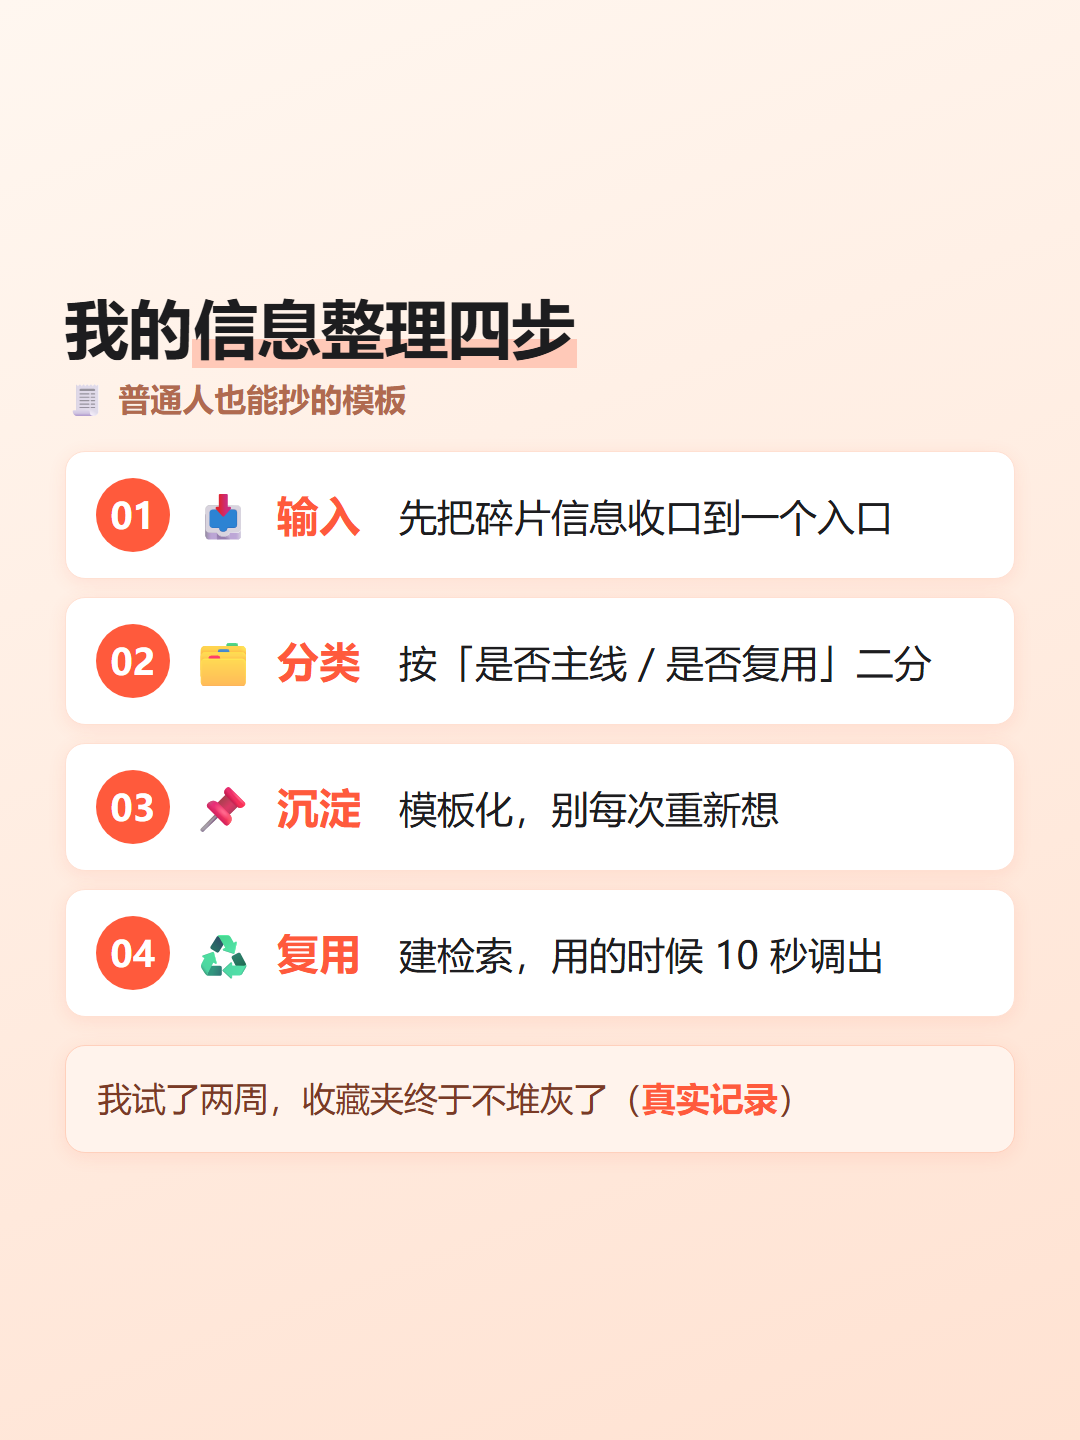 我的信息整理四步
普通人也能抄的模板
01 输入 先把碎片信息收口到一个入口
02 分类 按「是否主线 / 是否复用」二分
03 沉淀 模板化，别每次重新想
04 复用 建检索，用的时候 10 秒调出
我试了两周，收藏夹终于不堆灰了（真实记录）